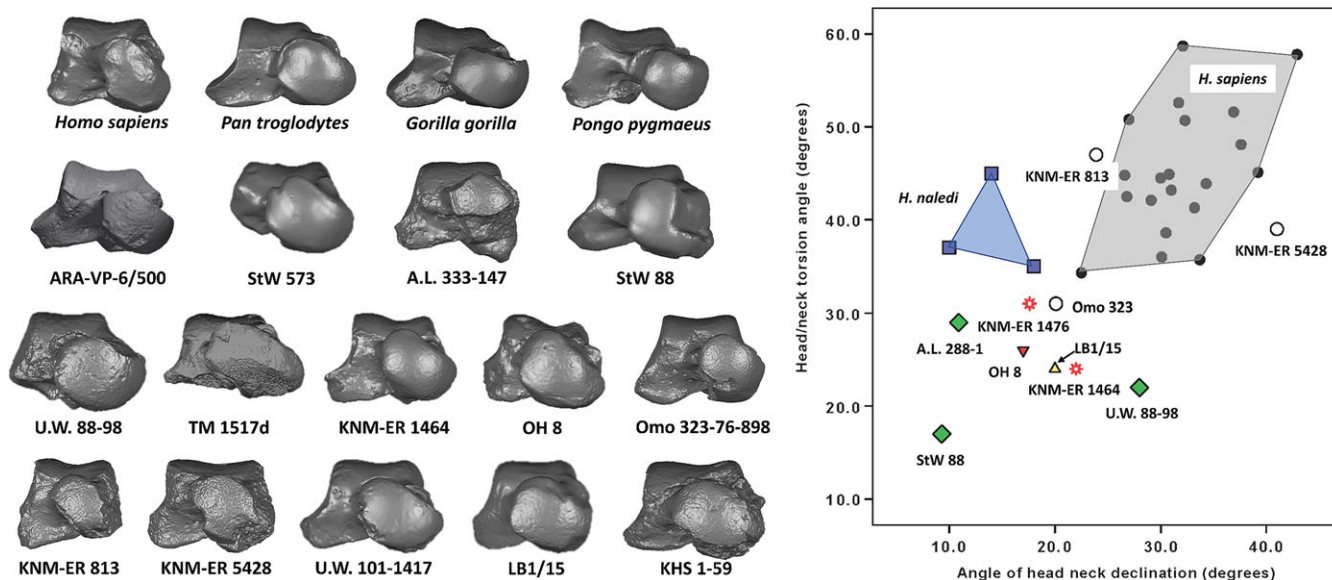 Homo sapiens
Pan troglodytes
Gorilla gorilla
Pongo pygmaeus
ARA-VP-6/500
StW 573
A.L. 333-147
StW 88
U.W. 88-98
TM 1517d
KNM-ER 1464
OH 8
Omo 323-76-898
KNM-ER 813
KNM-ER 5428
U.W. 101-1417
LB1/15
KHS 1-59
Head/neck torsion angle (degrees)
60.0
50.0
40.0
30.0
20.0
10.0
H. sapiens
KNM-ER 813
H. naledi
KNM-ER 5428
Omo 323
KNM-ER 1476
A.L. 288-1
LB1/15
OH 8
KNM-ER 1464
U.W. 88-98
StW 88
10.0
20.0
30.0
40.0
Angle of head neck declination (degrees)